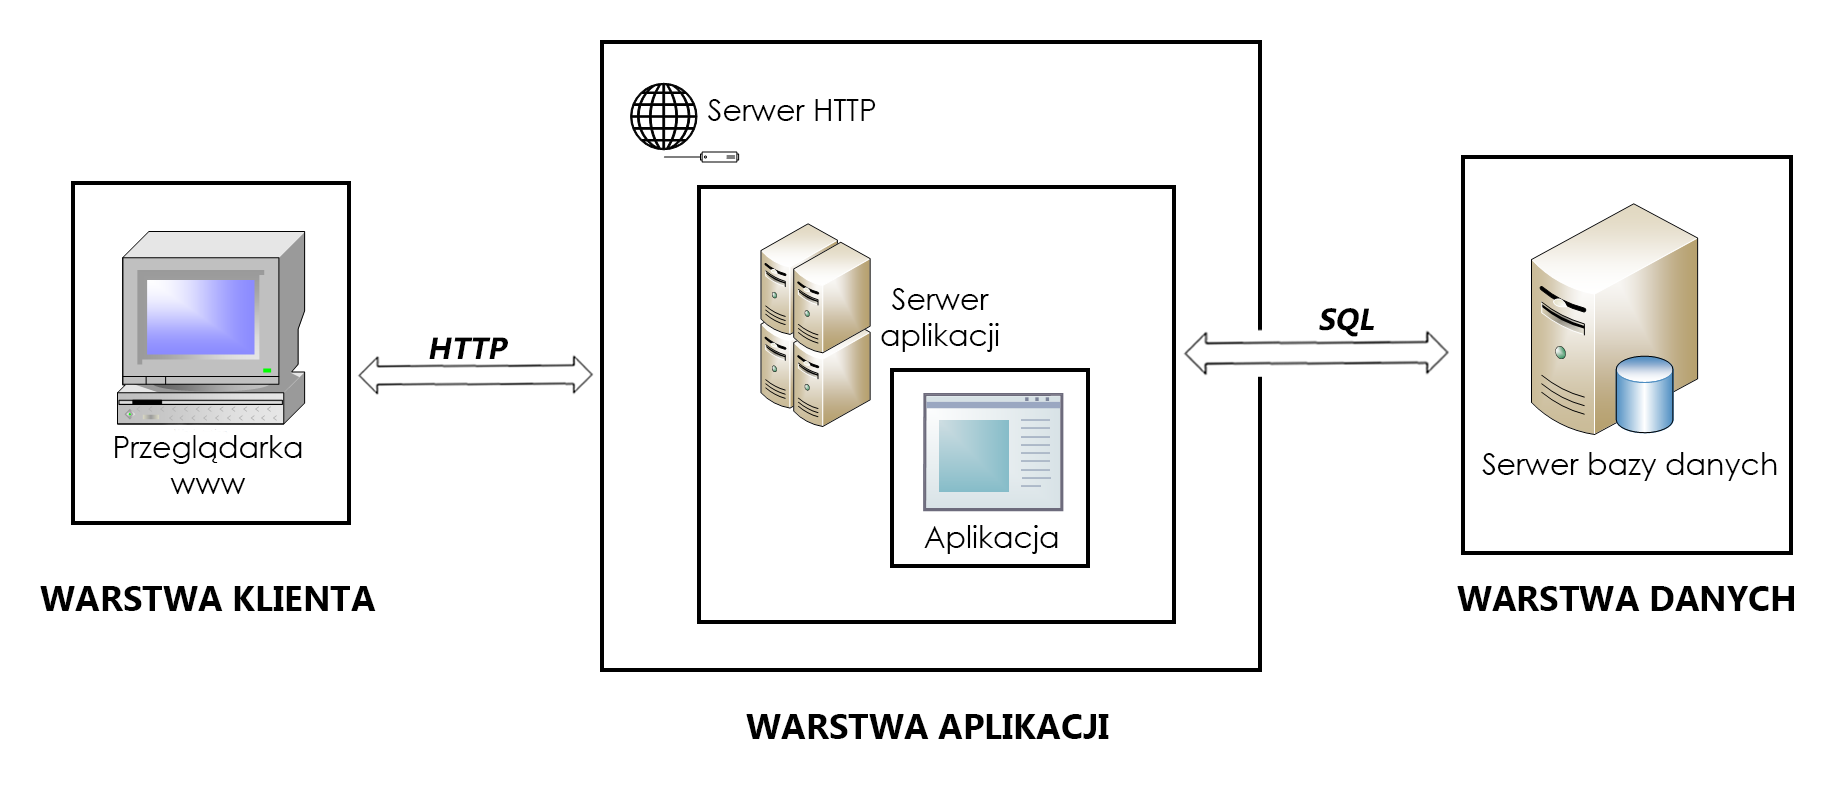 Przeglądarka
www
WARSTWA KLIENTA
HTTP
Serwer HTTP
Serwer
aplikacji
Aplikacja
WARSTWA APLIKACJI
SQL
Serwer bazy danych
WARSTWA DANYCH